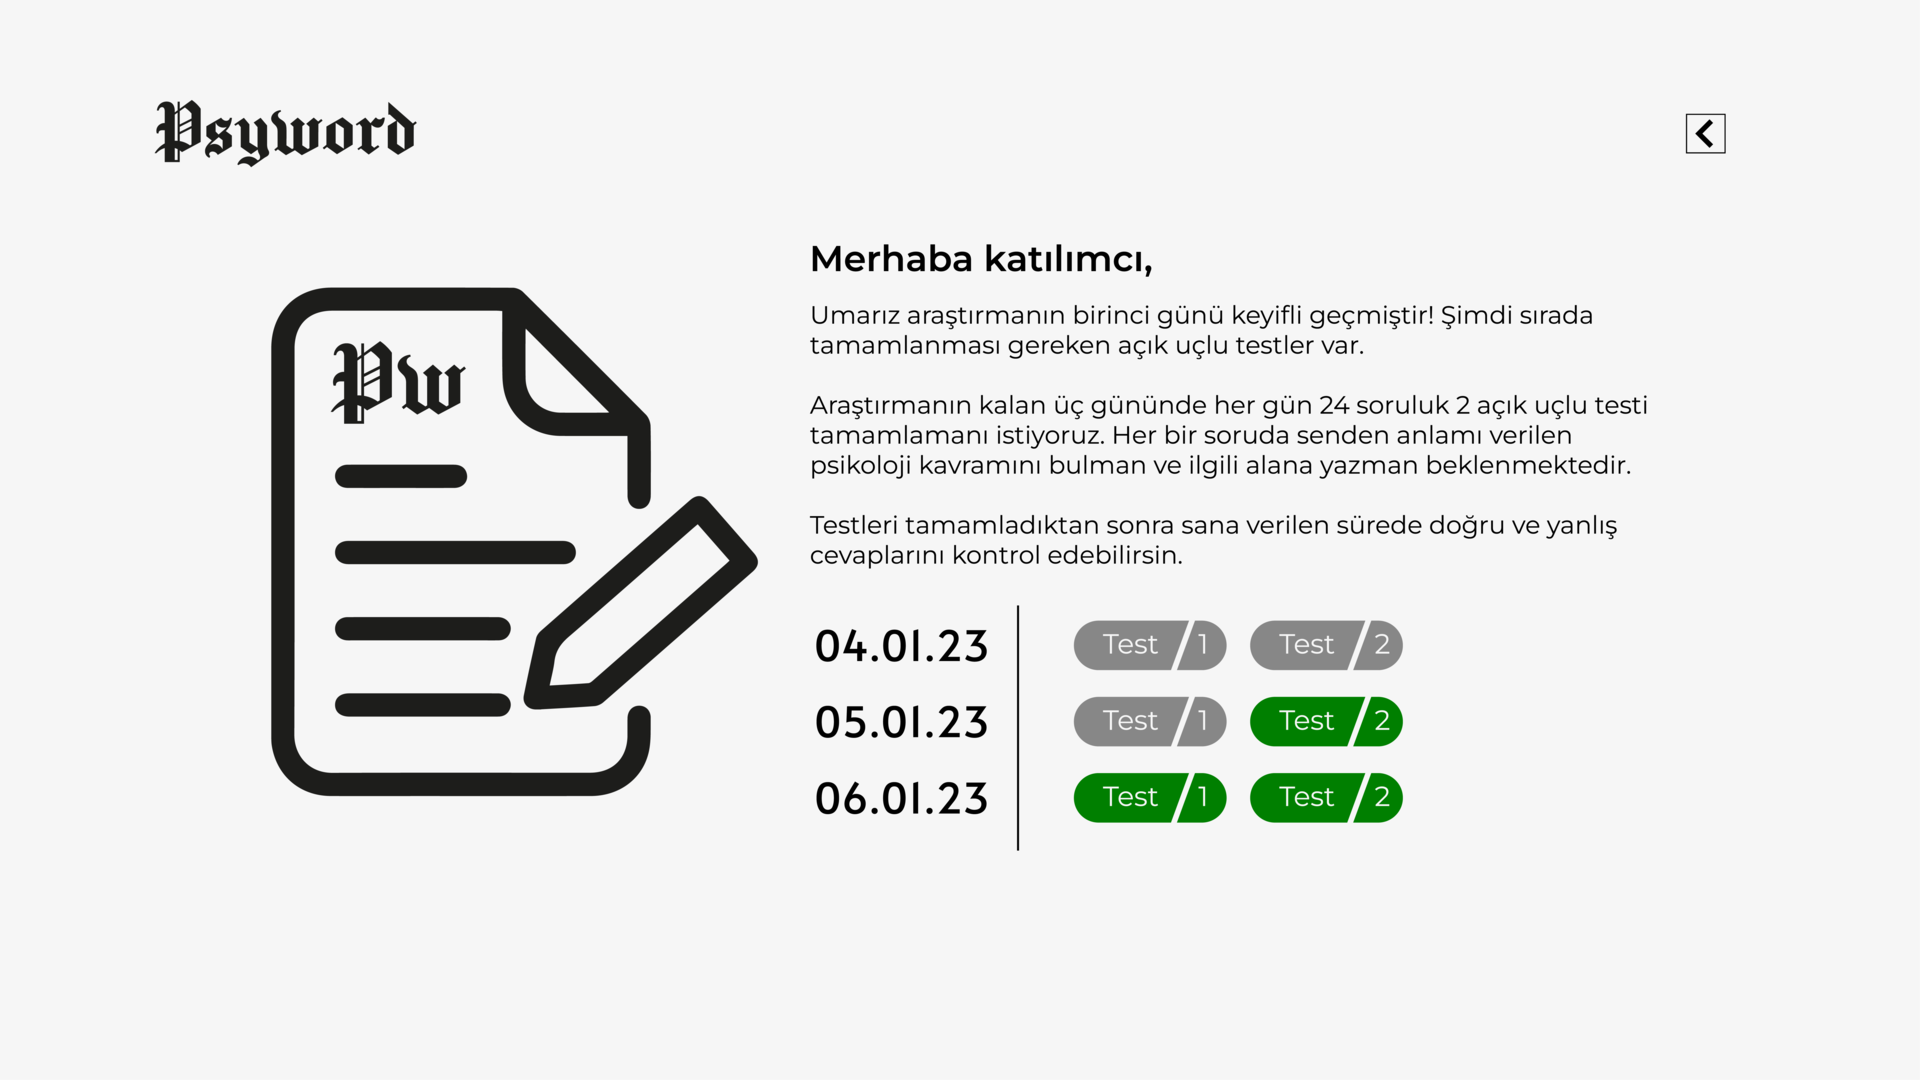 Psyword
Merhaba katılımcı,
Umarız araştırmanın birinci günü keyifli geçmiştir! Şimdi sırada
tamamlanması gereken açık uçlu testler var.
Araştırmanın kalan üç gününde her gün 24 soruluk 2 açık uçlu testi
tamamlamanı istiyoruz. Her bir soruda senden anlamı verilen
psikoloji kavramını bulman ve ilgili alana yazman beklenmektedir.
Testleri tamamladıktan sonra sana verilen sürede doğru ve yanlış
cevaplarını kontrol edebilirsin.
Pw
04.01.23 Test / 1 Test / 2
05.01.23 Test / 1 Test / 2
06.01.23 Test / 1 Test / 2